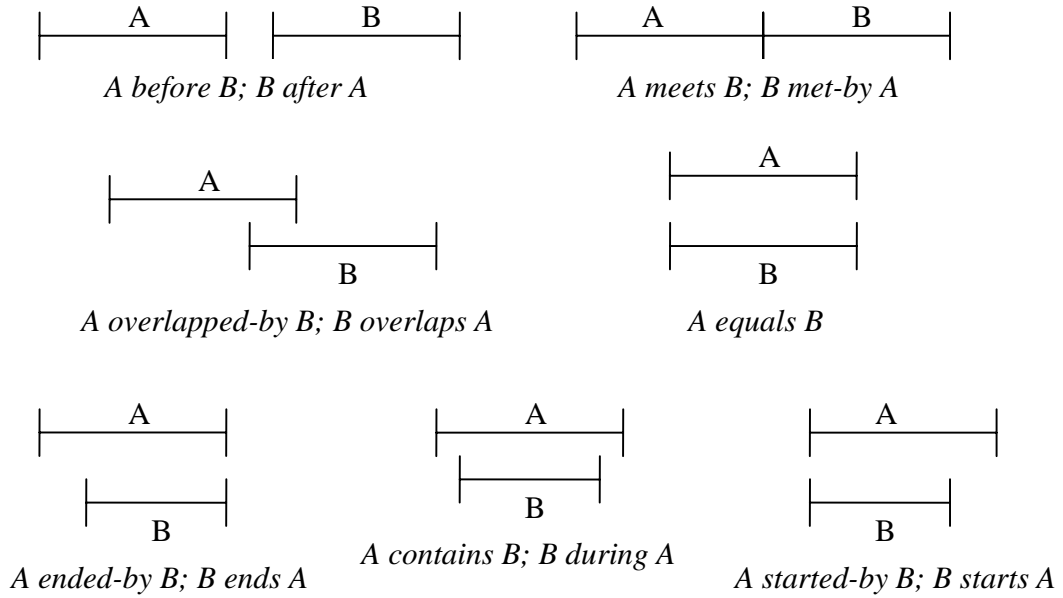 A B
A before B; B after A
A B
A meets B; B met-by A
A
B
A overlapped-by B; B overlaps A
A
B
A equals B
A
B
A ended-by B; B ends A
A
B
A contains B; B during A
A
B
A started-by B; B starts A